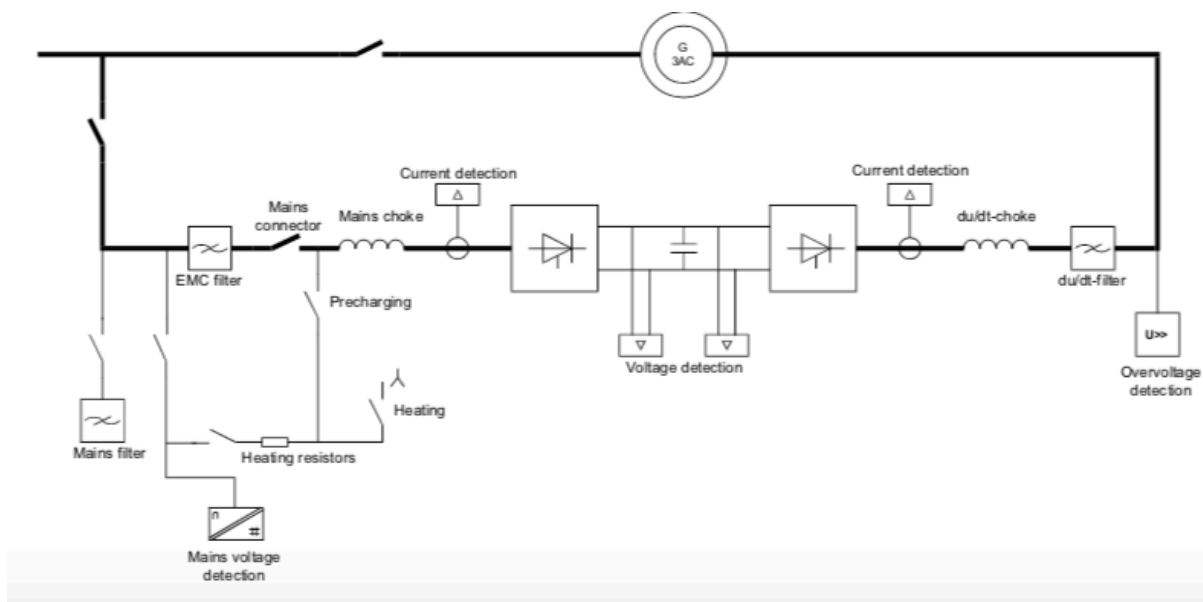 G
3AC
Current detection
Current detection
Mains
connector
Mains choke
du/dt-choke
EMC filter
du/dt-filter
Precharging
U>>
Voltage detection
Overvoltage
detection
Heating
Mains filter
Heating resistors
n
#
Mains voltage
detection